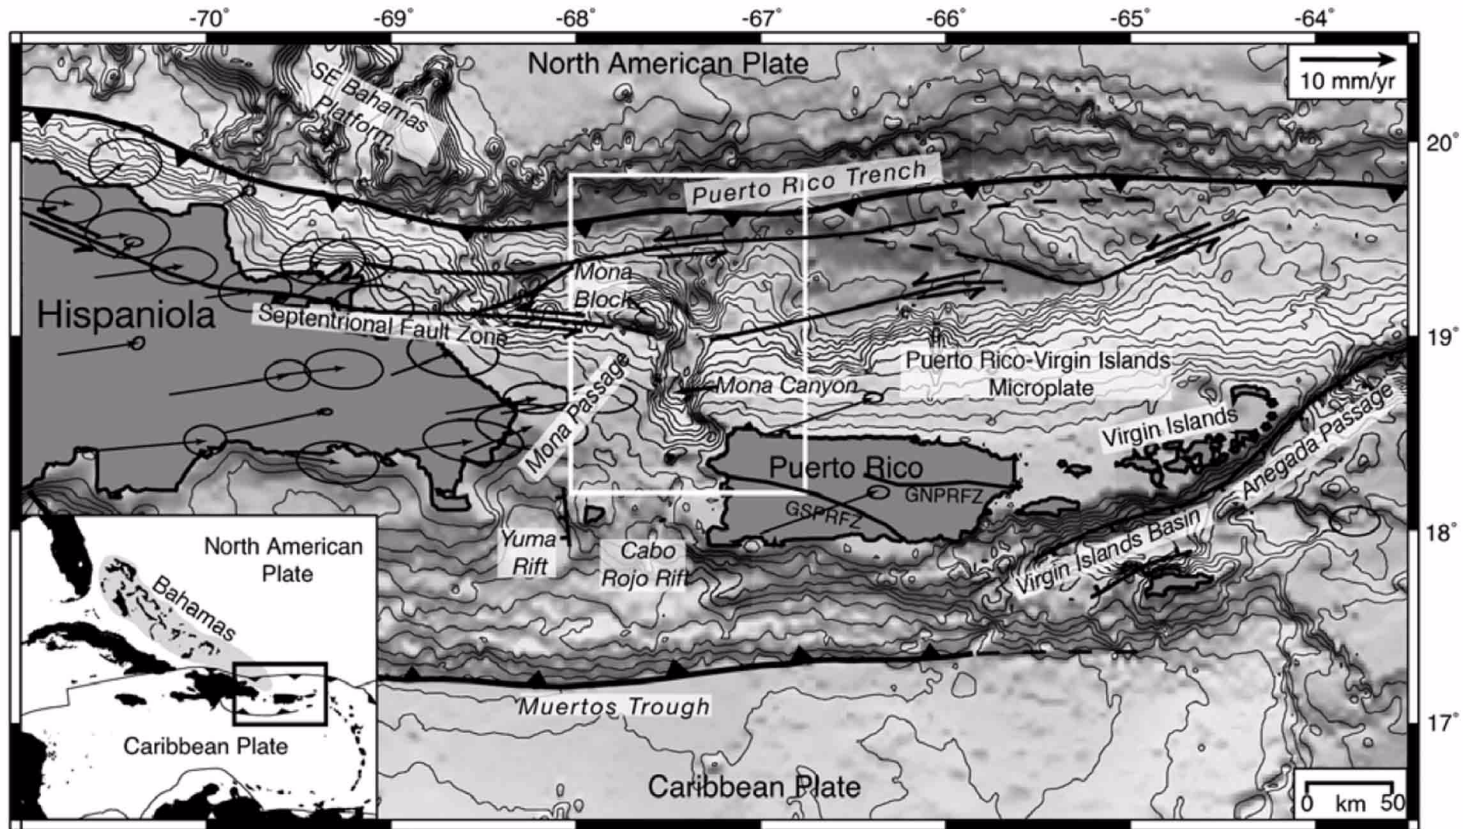 -70° -69° -68° -67° -66° -65° -64°
North American Plate
10 mm/yr
SE Bahamas
Platform
20°
Puerto Rico Trench
Mona
Block
Hispaniola
Septentrional Fault Zone
19°
Puerto Rico-Virgin Islands
Microplate
Mona Canyon
Mona Passage
Virgin Islands
Anegada Passage
Puerto Rico
GNPRFZ
GSPRFZ
18°
Yuma
Rift
Cabo
Rojo Rift
Virgin Islands Basin
North American
Plate
Bahamas
Caribbean Plate
Muertos Trough
17°
Caribbean Plate
0 km 50